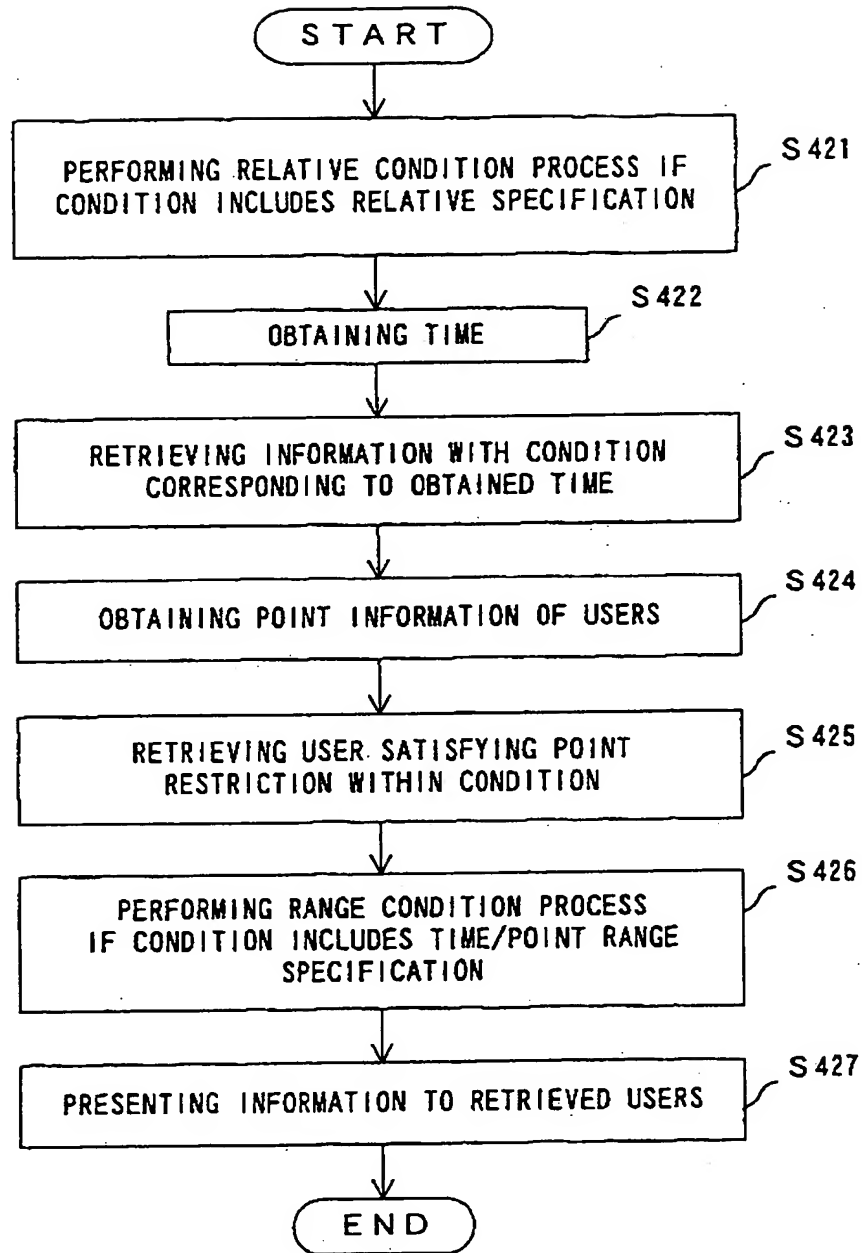 START
S421
PERFORMING RELATIVE CONDITION PROCESS IF
CONDITION INCLUDES RELATIVE SPECIFICATION
S422
OBTAINING TIME
S423
RETRIEVING INFORMATION WITH CONDITION
CORRESPONDING TO OBTAINED TIME
S424
OBTAINING POINT INFORMATION OF USERS
S425
RETRIEVING USER SATISFYING POINT
RESTRICTION WITHIN CONDITION
S426
PERFORMING RANGE CONDITION PROCESS
IF CONDITION INCLUDES TIME/POINT RANGE
SPECIFICATION
S427
PRESENTING INFORMATION TO RETRIEVED USERS
END